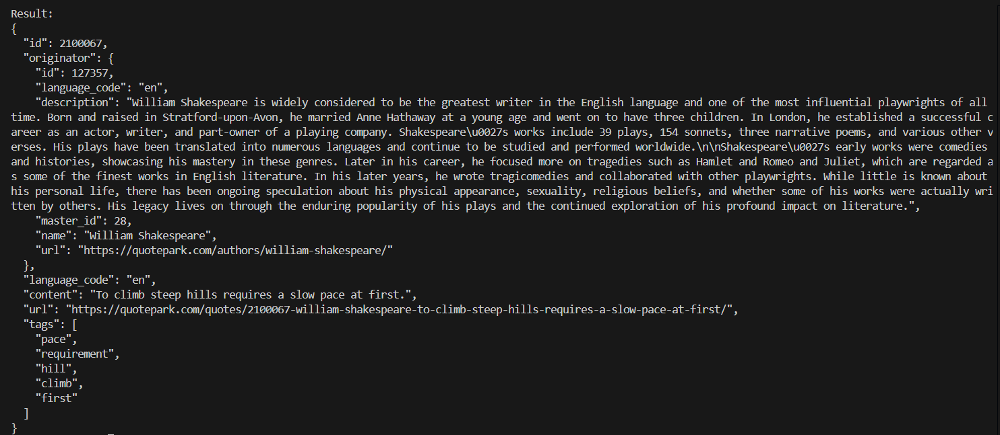 Result:
{
  "id": 2100067,
  "originator": {
    "id": 127357,
    "language_code": "en",
    "description": "William Shakespeare is widely considered to be the greatest writer in the English language and one of the most influential playwrights of all
time. Born and raised in Stratford-upon-Avon, he married Anne Hathaway at a young age and went on to have three children. In London, he established a successful c
areer as an actor, writer, and part-owner of a playing company. Shakespeare\u0027s works include 39 plays, 154 sonnets, three narrative poems, and various other v
erses. His plays have been translated into numerous languages and continue to be studied and performed worldwide.\n\nShakespeare\u0027s early works were comedies
and histories, showcasing his mastery in these genres. Later in his career, he focused more on tragedies such as Hamlet and Romeo and Juliet, which are regarded a
s some of the finest works in English literature. In his later years, he wrote tragicomedies and collaborated with other playwrights. While little is known about
his personal life, there has been ongoing speculation about his physical appearance, sexuality, religious beliefs, and whether some of his works were actually wri
tten by others. His legacy lives on through the enduring popularity of his plays and the continued exploration of his profound impact on literature.",
    "master_id": 28,
    "name": "William Shakespeare",
    "url": "https://quotepark.com/authors/william-shakespeare/"
  },
  "language_code": "en",
  "content": "To climb steep hills requires a slow pace at first.",
  "url": "https://quotepark.com/quotes/2100067-william-shakespeare-to-climb-steep-hills-requires-a-slow-pace-at-first/",
  "tags": [
    "pace",
    "requirement",
    "hill",
    "climb",
    "first"
  ]
}